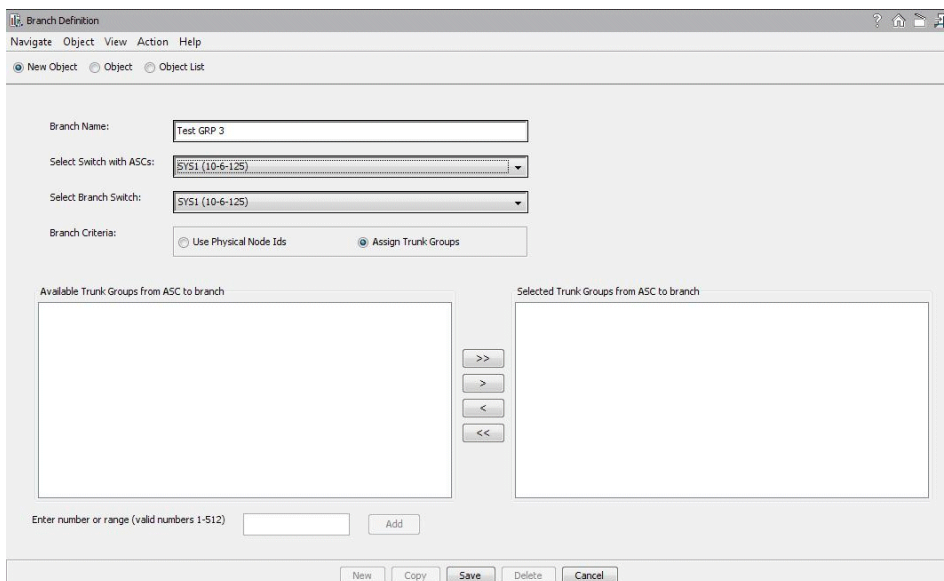 Branch Definition
Navigate Object View Action Help
New Object Object Object List
Branch Name: Test GRP 3
Select Switch with ASCs: SYS1 (10-6-125)
Select Branch Switch: SYS1 (10-6-125)
Branch Criteria: Use Physical Node Ids Assign Trunk Groups
Available Trunk Groups from ASC to branch Selected Trunk Groups from ASC to branch
>>
>
<
<<
Enter number or range (valid numbers 1-512) Add
New Copy Save Delete Cancel